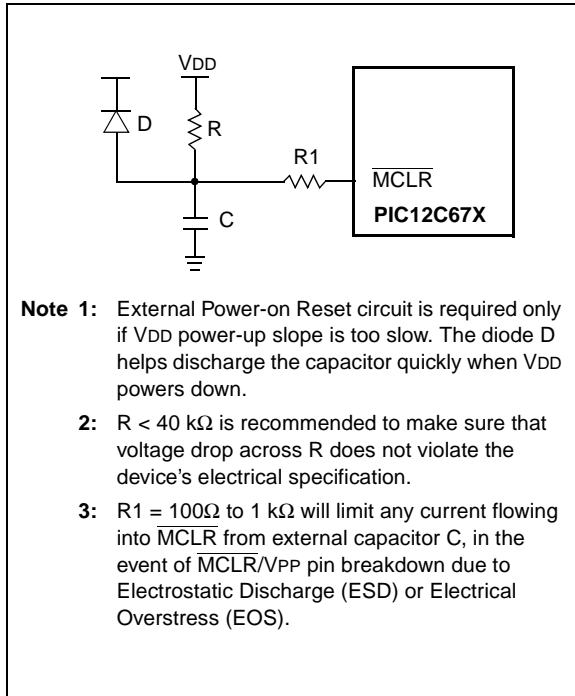 VDD
D
R
R1
MCLR
PIC12C67X
C
Note 1: External Power-on Reset circuit is required only
if VDD power-up slope is too slow. The diode D
helps discharge the capacitor quickly when VDD
powers down.
2: R < 40 kΩ is recommended to make sure that
voltage drop across R does not violate the
device's electrical specification.
3: R1 = 100Ω to 1 kΩ will limit any current flowing
into MCLR from external capacitor C, in the
event of MCLR/VPP pin breakdown due to
Electrostatic Discharge (ESD) or Electrical
Overstress (EOS).